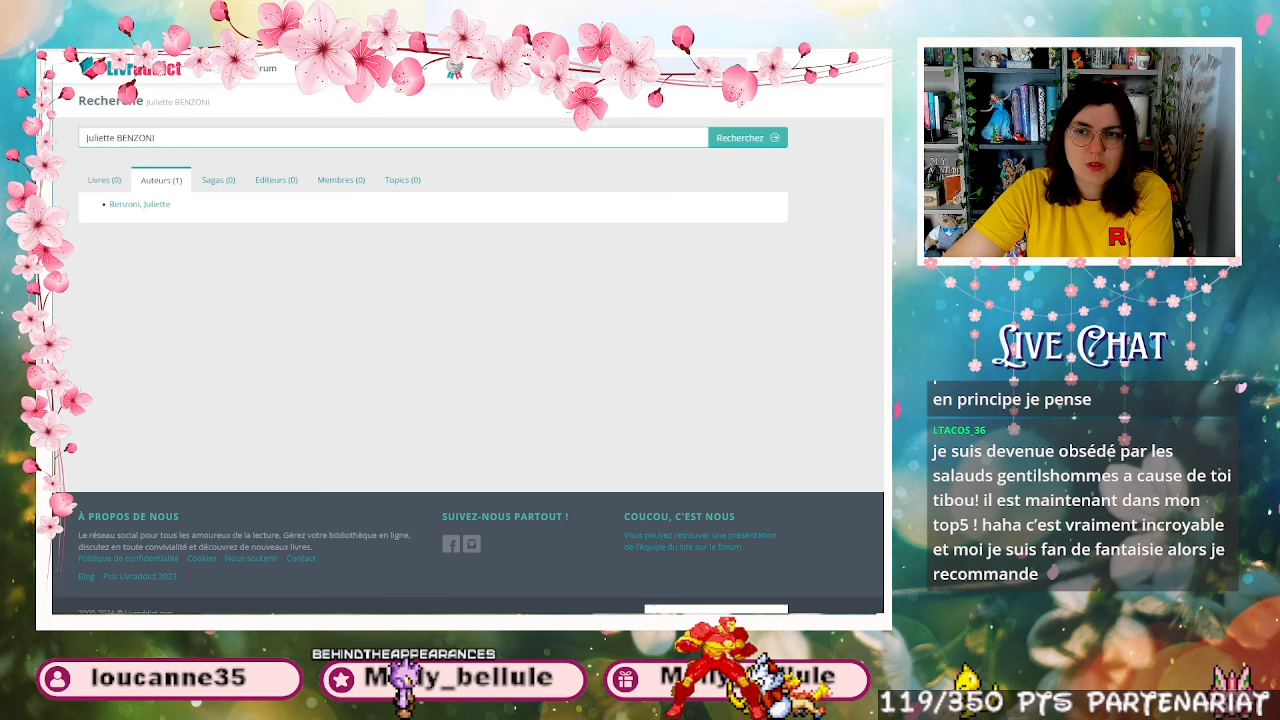 Livraddict
Recherche Juliette BENZONI
Juliette BENZONI
Recherchez
Livres (0) Auteurs (1) Sagas (0) Editeurs (0) Membres (0) Topics (0)
Benzoni, Juliette
À PROPOS DE NOUS
Le réseau social pour tous les amoureux de la lecture. Gérez votre bibliothèque en ligne,
discutez en toute convivialité et découvrez de nouveaux livres.
Politique de confidentialité Cookies Nous soutenir Contact
Blog Prix Livraddict 2023
SUIVEZ-NOUS PARTOUT !
COUCOU, C'EST NOUS
Vous pouvez retrouver une présentation
de l'équipe du site sur le forum
R
LIVE CHAT
en principe je pense
LTACOS 36
je suis devenue obsédé par les
salauds gentilshommes a cause de toi
tibou! il est maintenant dans mon
top5 ! haha c’est vraiment incroyable
et moi je suis fan de fantaisie alors je
recommande
BEHINDTHEAPPEARANCES
loucanne35
119/350 PTS PARTENARIAT